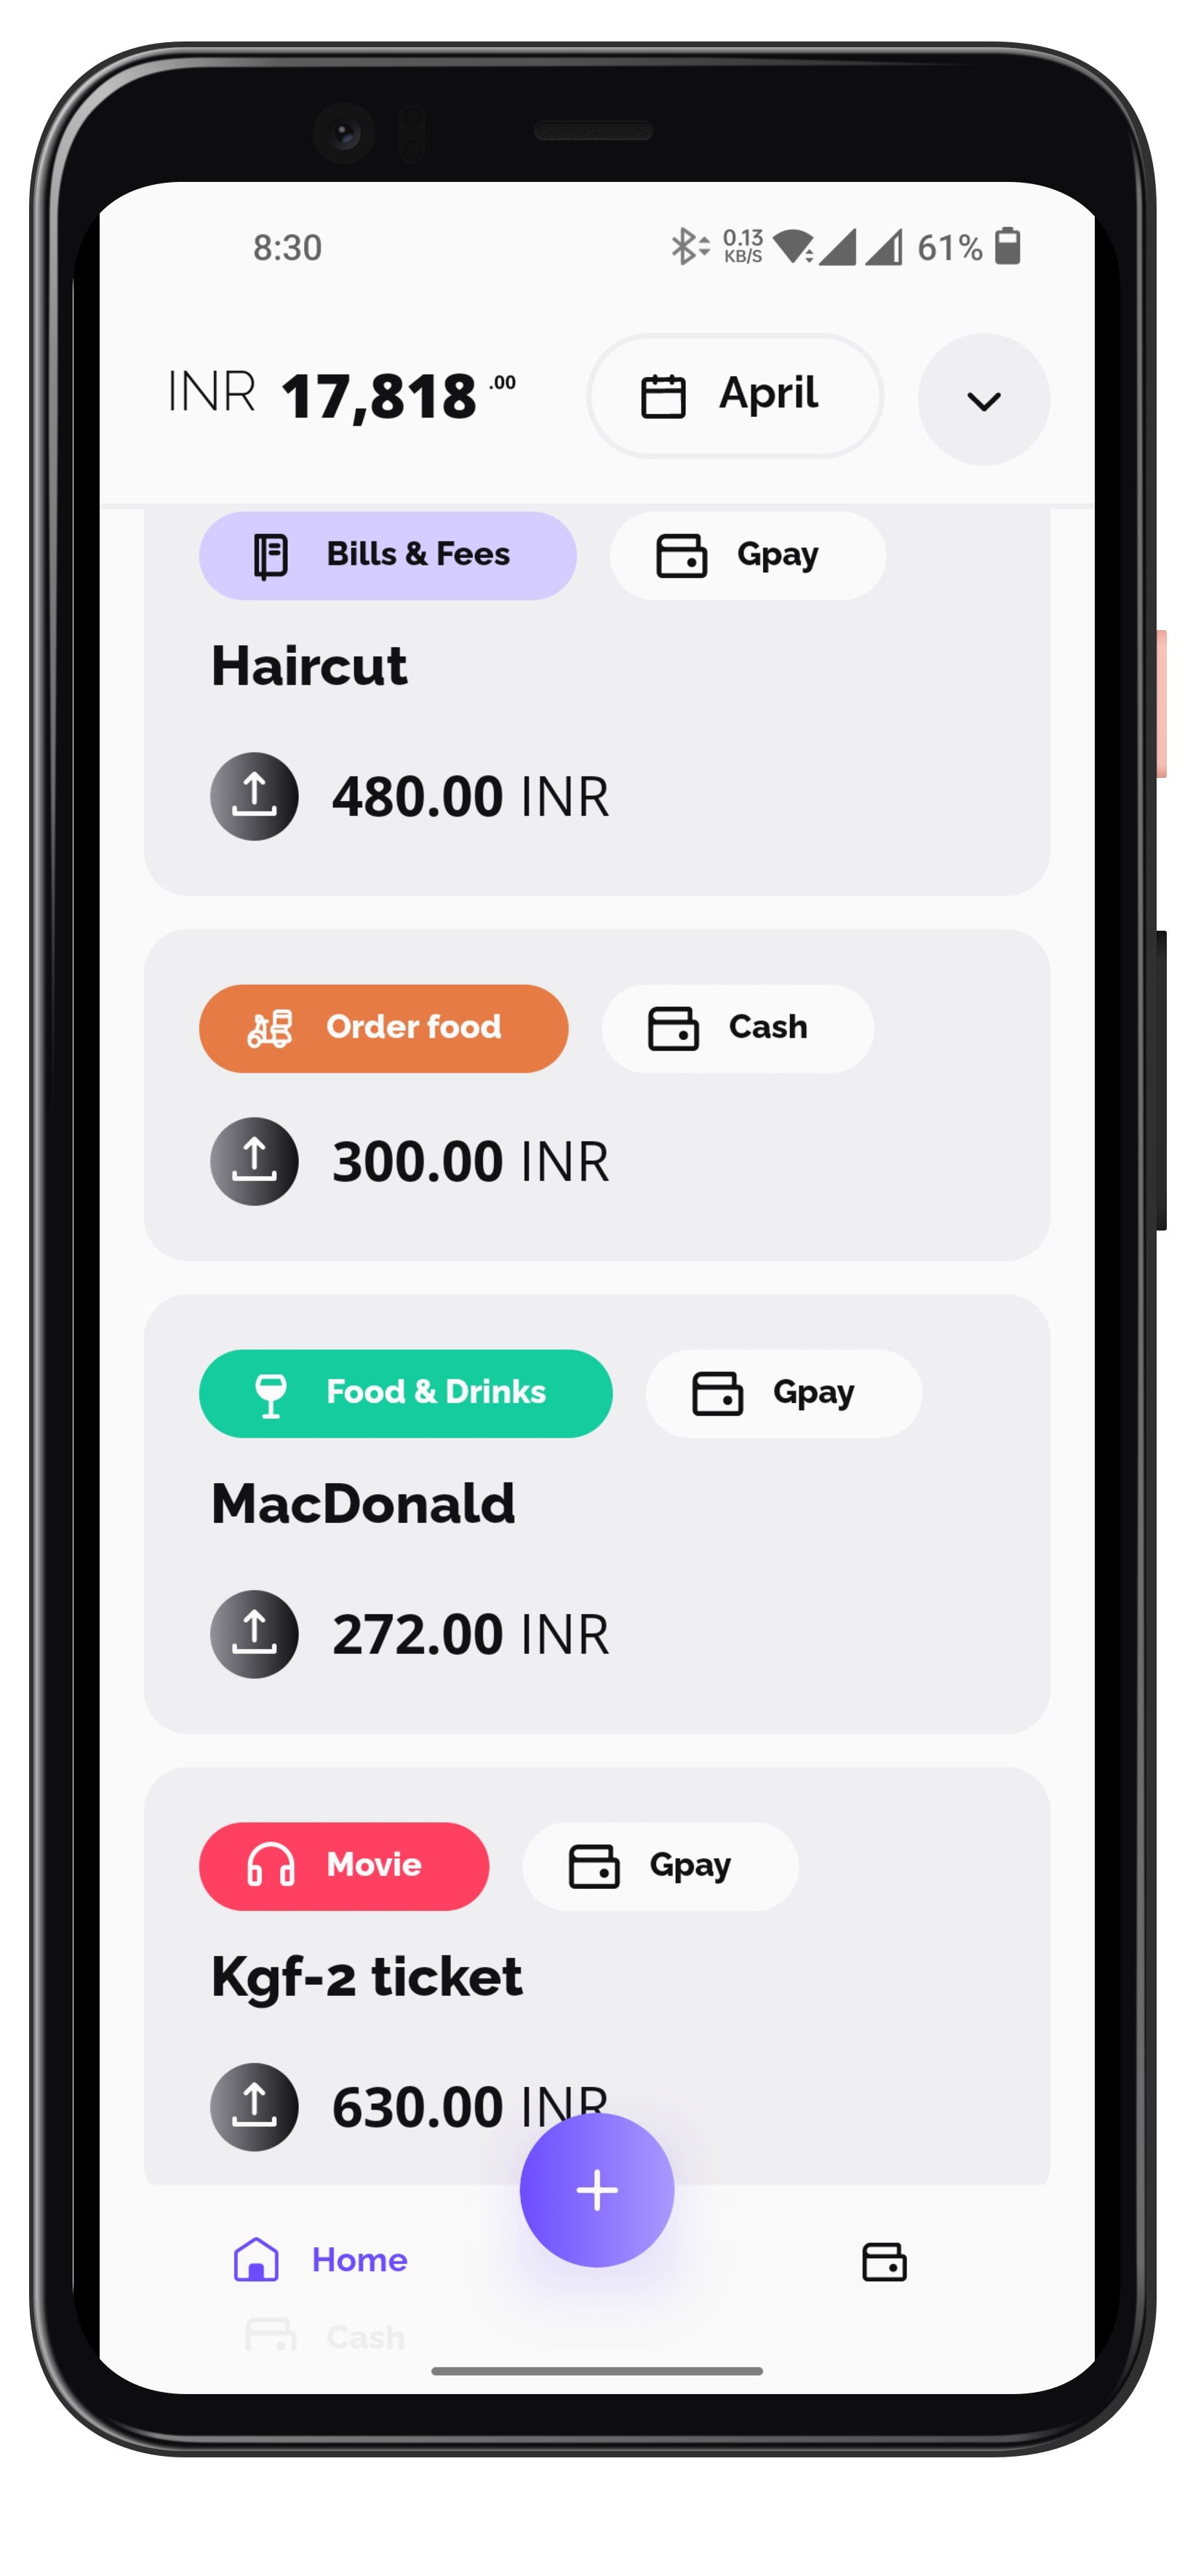 8:30 0.13 KB/S 61%
INR 17,818 .00 April
Bills & Fees Gpay
Haircut
480.00 INR
Order food Cash
300.00 INR
Food & Drinks Gpay
MacDonald
272.00 INR
Movie Gpay
Kgf-2 ticket
630.00 INR
Home
Cash